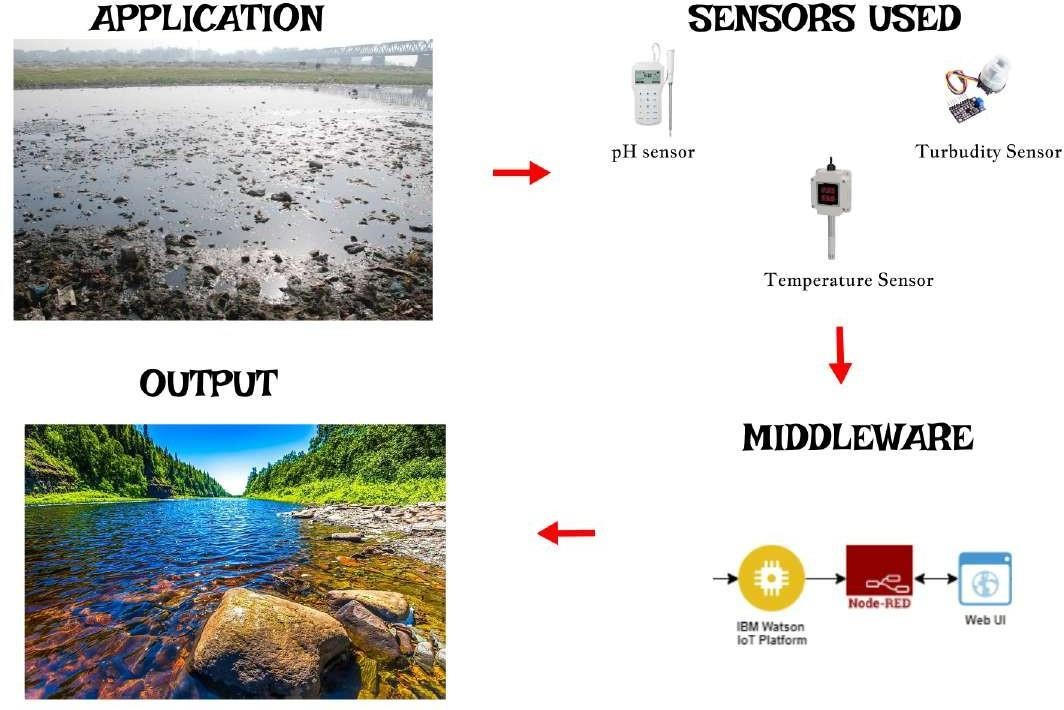 APPLICATION
SENSORS USED
pH sensor
Turbudity Sensor
Temperature Sensor
OUTPUT
MIDDLEWARE
Node-RED
IBM Watson
IoT Platform
Web UI